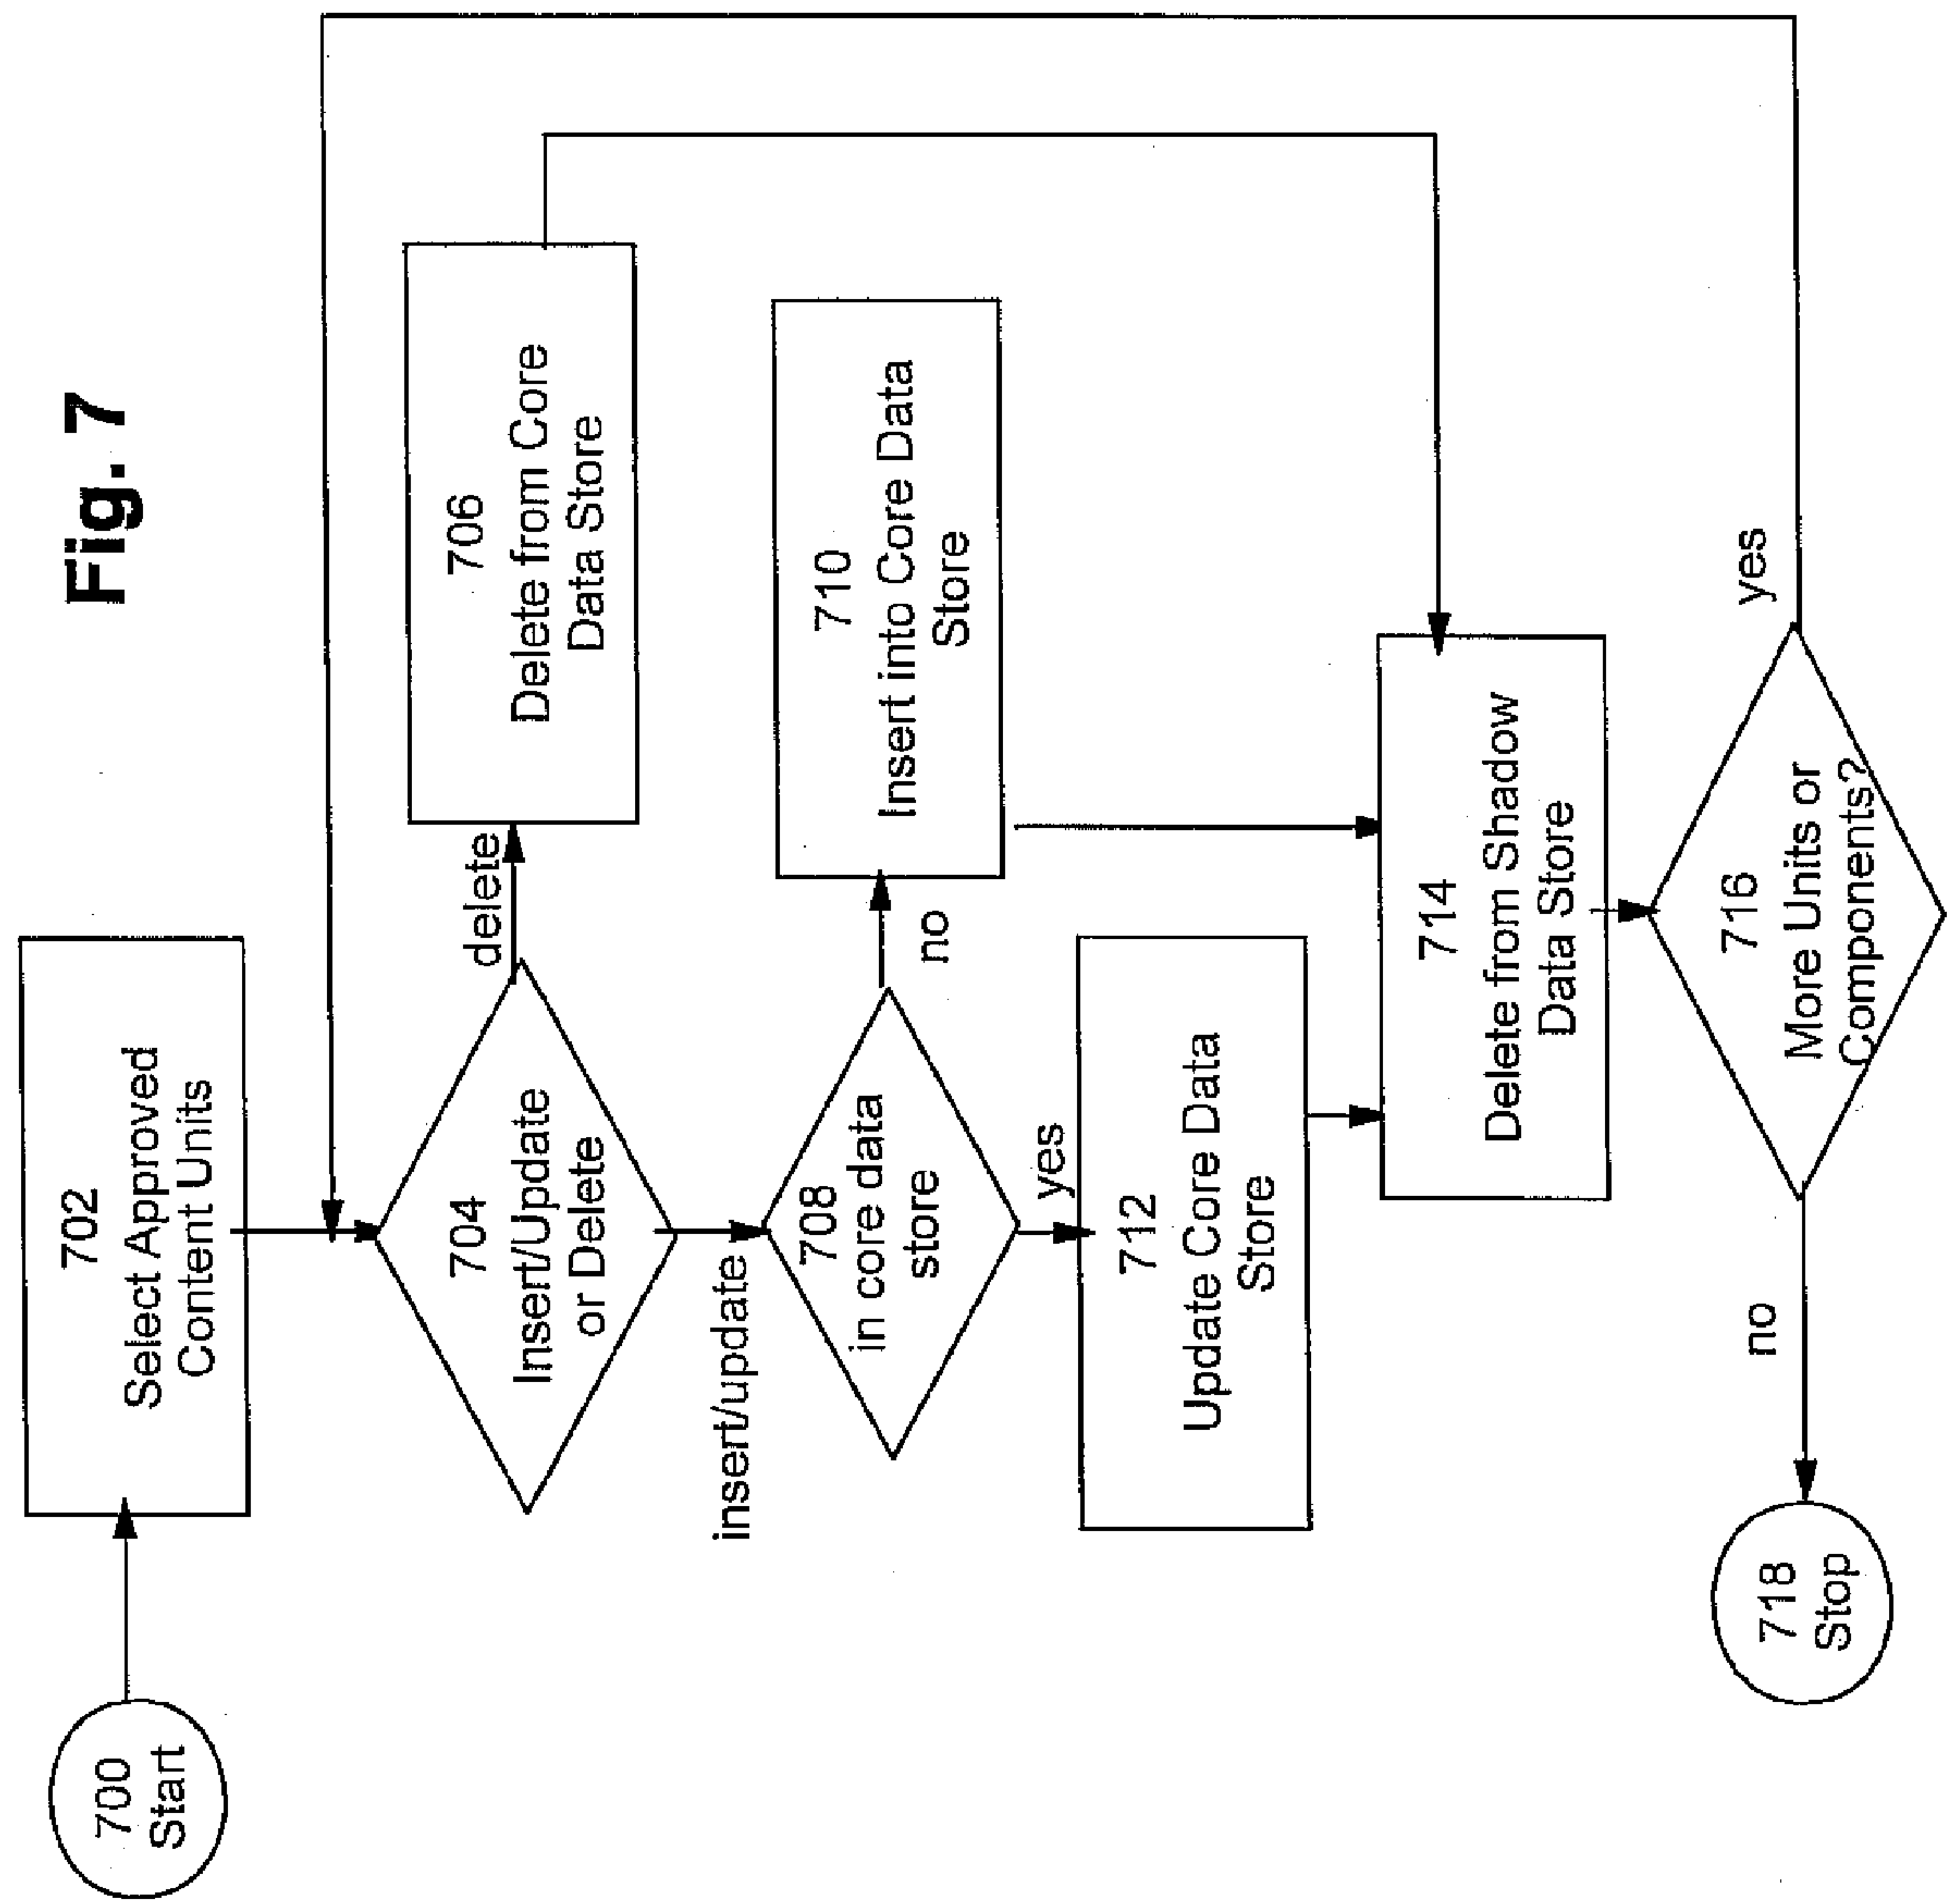 Fig. 7
700
Start
702
Select Approved
Content Units
704
Insert/Update
or Delete
delete
706
Delete from Core
Data Store
insert/update
708
in core data
store
no
710
Insert into Core Data
Store
yes
712
Update Core Data
Store
714
Delete from Shadow
Data Store
716
More Units or
Components?
yes
no
718
Stop